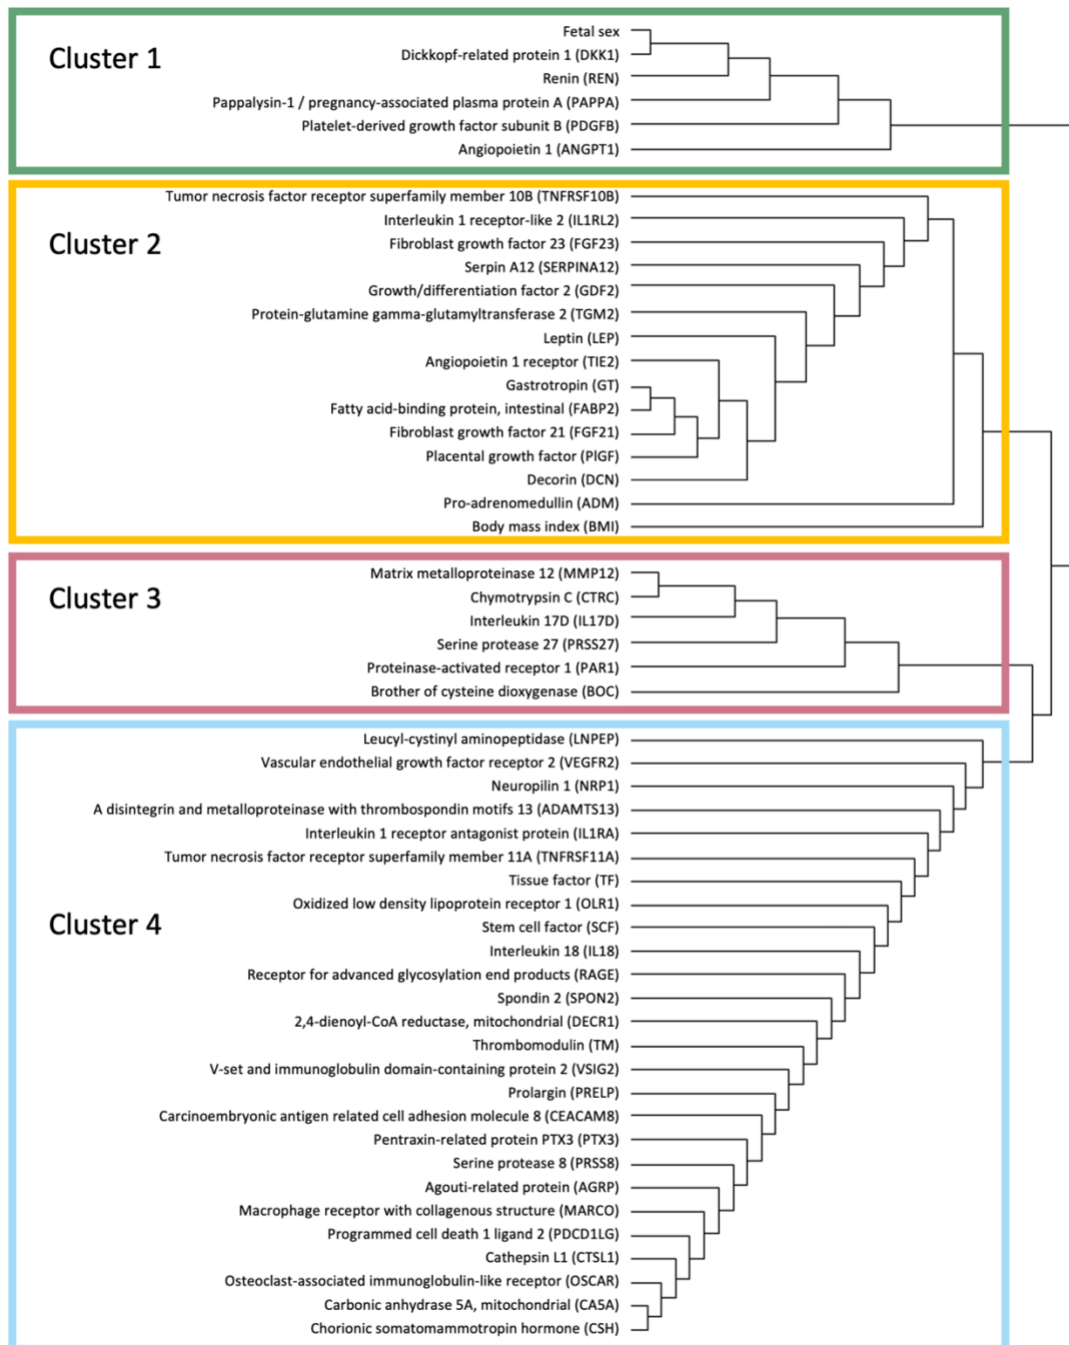 Cluster 1
Fetal sex
Dickkopf-related protein 1 (DKK1)
Renin (REN)
Pappalysin-1 / pregnancy-associated plasma protein A (PAPPA)
Platelet-derived growth factor subunit B (PDGFB)
Angiopoietin 1 (ANGPT1)
Cluster 2
Tumor necrosis factor receptor superfamily member 10B (TNFRSF10B)
Interleukin 1 receptor-like 2 (IL1RL2)
Fibroblast growth factor 23 (FGF23)
Serpin A12 (SERPINA12)
Growth/differentiation factor 2 (GDF2)
Protein-glutamine gamma-glutamyltransferase 2 (TGM2)
Leptin (LEP)
Angiopoietin 1 receptor (TIE2)
Gastrotropin (GT)
Fatty acid-binding protein, intestinal (FABP2)
Fibroblast growth factor 21 (FGF21)
Placental growth factor (PlGF)
Decorin (DCN)
Pro-adrenomedullin (ADM)
Body mass index (BMI)
Cluster 3
Matrix metalloproteinase 12 (MMP12)
Chymotrypsin C (CTRC)
Interleukin 17D (IL17D)
Serine protease 27 (PRSS27)
Proteinase-activated receptor 1 (PAR1)
Brother of cysteine dioxygenase (BOC)
Cluster 4
Leucyl-cystinyl aminopeptidase (LNPEP)
Vascular endothelial growth factor receptor 2 (VEGFR2)
Neuropilin 1 (NRP1)
A disintegrin and metalloproteinase with thrombospondin motifs 13 (ADAMTS13)
Interleukin 1 receptor antagonist protein (IL1RA)
Tumor necrosis factor receptor superfamily member 11A (TNFRSF11A)
Tissue factor (TF)
Oxidized low density lipoprotein receptor 1 (OLR1)
Stem cell factor (SCF)
Interleukin 18 (IL18)
Receptor for advanced glycosylation end products (RAGE)
Spondin 2 (SPON2)
2,4-dienoyl-CoA reductase, mitochondrial (DECR1)
Thrombomodulin (TM)
V-set and immunoglobulin domain-containing protein 2 (VSIG2)
Prolargin (PRELP)
Carcinoembryonic antigen related cell adhesion molecule 8 (CEACAM8)
Pentraxin-related protein PTX3 (PTX3)
Serine protease 8 (PRSS8)
Agouti-related protein (AGRP)
Macrophage receptor with collagenous structure (MARCO)
Programmed cell death 1 ligand 2 (PDCD1LG)
Cathepsin L1 (CTSL1)
Osteoclast-associated immunoglobulin-like receptor (OSCAR)
Carbonic anhydrase 5A, mitochondrial (CA5A)
Chorionic somatomammotropin hormone (CSH)